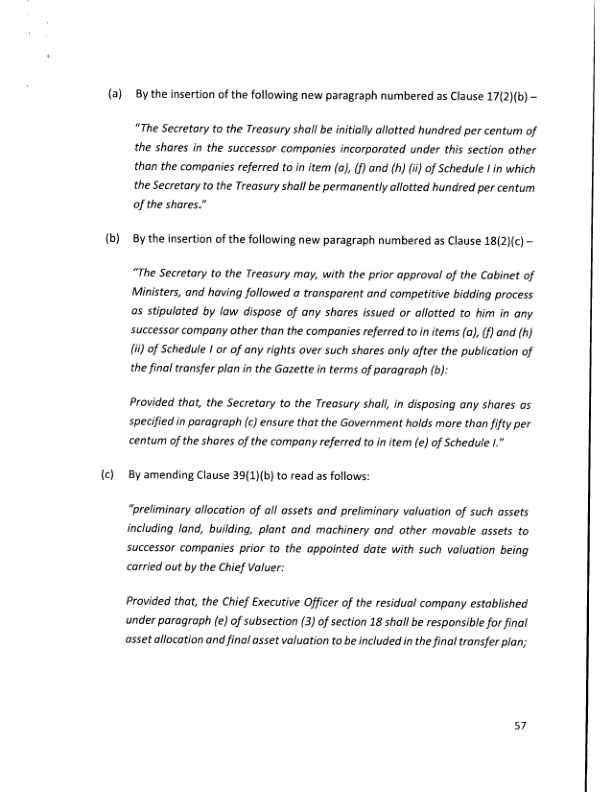 (a) By the insertion of the following new paragraph numbered as Clause 17(2)(b) –
"The Secretary to the Treasury shall be initially allotted hundred per centum of
the shares in the successor companies incorporated under this section other
than the companies referred to in item (a), (f) and (h) (ii) of Schedule I in which
the Secretary to the Treasury shall be permanently allotted hundred per centum
of the shares."
(b) By the insertion of the following new paragraph numbered as Clause 18(2)(c) –
"The Secretary to the Treasury may, with the prior approval of the Cabinet of
Ministers, and having followed a transparent and competitive bidding process
as stipulated by law dispose of any shares issued or allotted to him in any
successor company other than the companies referred to in items (a), (f) and (h)
(ii) of Schedule I or of any rights over such shares only after the publication of
the final transfer plan in the Gazette in terms of paragraph (b):
Provided that, the Secretary to the Treasury shall, in disposing any shares as
specified in paragraph (c) ensure that the Government holds more than fifty per
centum of the shares of the company referred to in item (e) of Schedule I."
(c) By amending Clause 39(1)(b) to read as follows:
"preliminary allocation of all assets and preliminary valuation of such assets
including land, building, plant and machinery and other movable assets to
successor companies prior to the appointed date with such valuation being
carried out by the Chief Valuer:
Provided that, the Chief Executive Officer of the residual company established
under paragraph (e) of subsection (3) of section 18 shall be responsible for final
asset allocation and final asset valuation to be included in the final transfer plan;
57